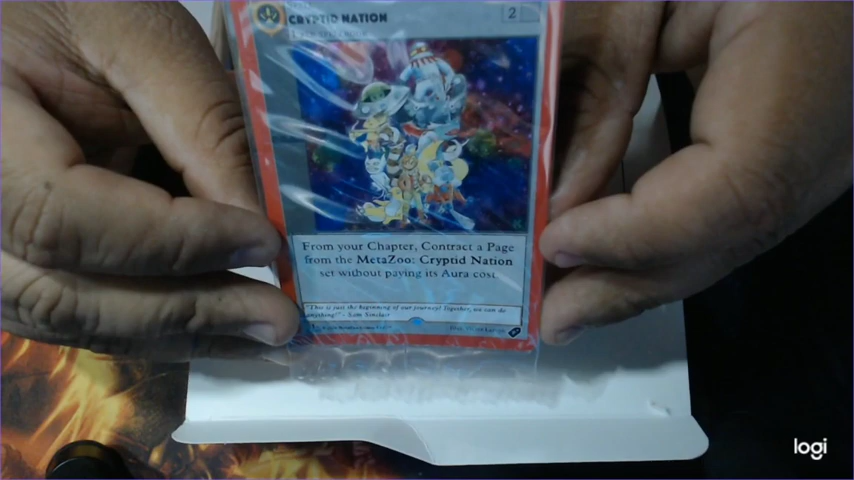 CRYPTID NATION
2
From your Chapter, Contract a Page
from the MetaZoo: Cryptid Nation
set without paying its Aura cost
"This is just the beginning of our journey! Together, we can do
anything!" - Sam Sinclair
logi